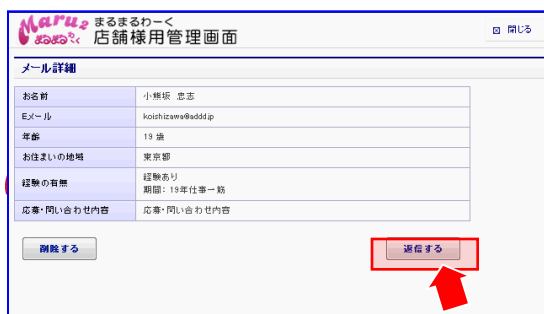 Maru2 まるまるわーく
まるまるわーく 店舗様用管理画面
閉じる
メール詳細
お名前 小熊坂 忠志
Eメール koishizawa@addd.jp
年齢 19 歳
お住まいの地域 東京都
経験の有無 経験あり
期間：19年仕事一筋
応募・問い合わせ内容 応募・問い合わせ内容
削除する 返信する